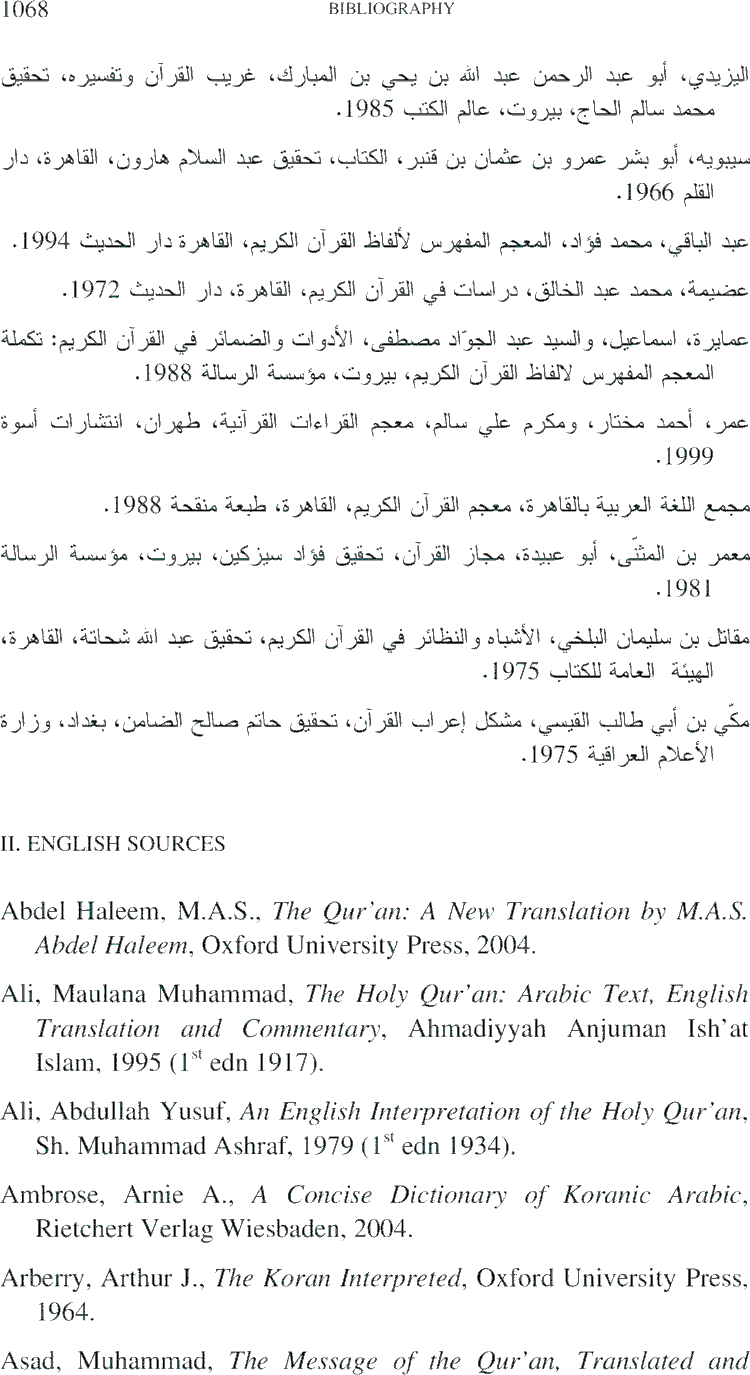 1068
BIBLIOGRAPHY
اليزيدي، أبو عبد الرحمن عبد الله بن يحي بن المبارك، غريب القرآن وتفسيره، تحقيق
محمد سالم الحاج، بيروت، عالم الكتب 1985.
سيبويه، أبو بشر عمرو بن عثمان بن قنبر، الكتاب، تحقيق عبد السلام هارون، القاهرة، دار
القلم 1966.
عبد الباقي، محمد فؤاد، المعجم المفهرس لألفاظ القرآن الكريم، القاهرة دار الحديث 1994.
عضيمة، محمد عبد الخالق، دراسات في القرآن الكريم، القاهرة، دار الحديث 1972.
عمايرة، اسماعيل، والسيد عبد الجوّاد مصطفى، الأدوات والضمائر في القرآن الكريم: تكملة
المعجم المفهرس لالفاظ القرآن الكريم، بيروت، مؤسسة الرسالة 1988.
عمر، أحمد مختار، ومكرم علي سالم، معجم القراءات القرآنية، طهران، انتشارات أسوة
1999.
مجمع اللغة العربية بالقاهرة، معجم القرآن الكريم، القاهرة، طبعة منقحة 1988.
معمر بن المثنّى، أبو عبيدة، مجاز القرآن، تحقيق فؤاد سيزكين، بيروت، مؤسسة الرسالة
1981.
مقاتل بن سليمان البلخي، الأشباه والنظائر في القرآن الكريم، تحقيق عبد الله شحاتة، القاهرة،
الهيئة العامة للكتاب 1975.
مكّي بن أبي طالب القيسي، مشكل إعراب القرآن، تحقيق حاتم صالح الضامن، بغداد، وزارة
الأعلام العراقية 1975.
II. ENGLISH SOURCES
Abdel Haleem, M.A.S., The Qur'an: A New Translation by M.A.S.
Abdel Haleem, Oxford University Press, 2004.
Ali, Maulana Muhammad, The Holy Qur'an: Arabic Text, English
Translation and Commentary, Ahmadiyyah Anjuman Ish'at
Islam, 1995 (1st edn 1917).
Ali, Abdullah Yusuf, An English Interpretation of the Holy Qur'an,
Sh. Muhammad Ashraf, 1979 (1st edn 1934).
Ambrose, Arnie A., A Concise Dictionary of Koranic Arabic,
Rietchert Verlag Wiesbaden, 2004.
Arberry, Arthur J., The Koran Interpreted, Oxford University Press,
1964.
Asad, Muhammad, The Message of the Qur'an, Translated and